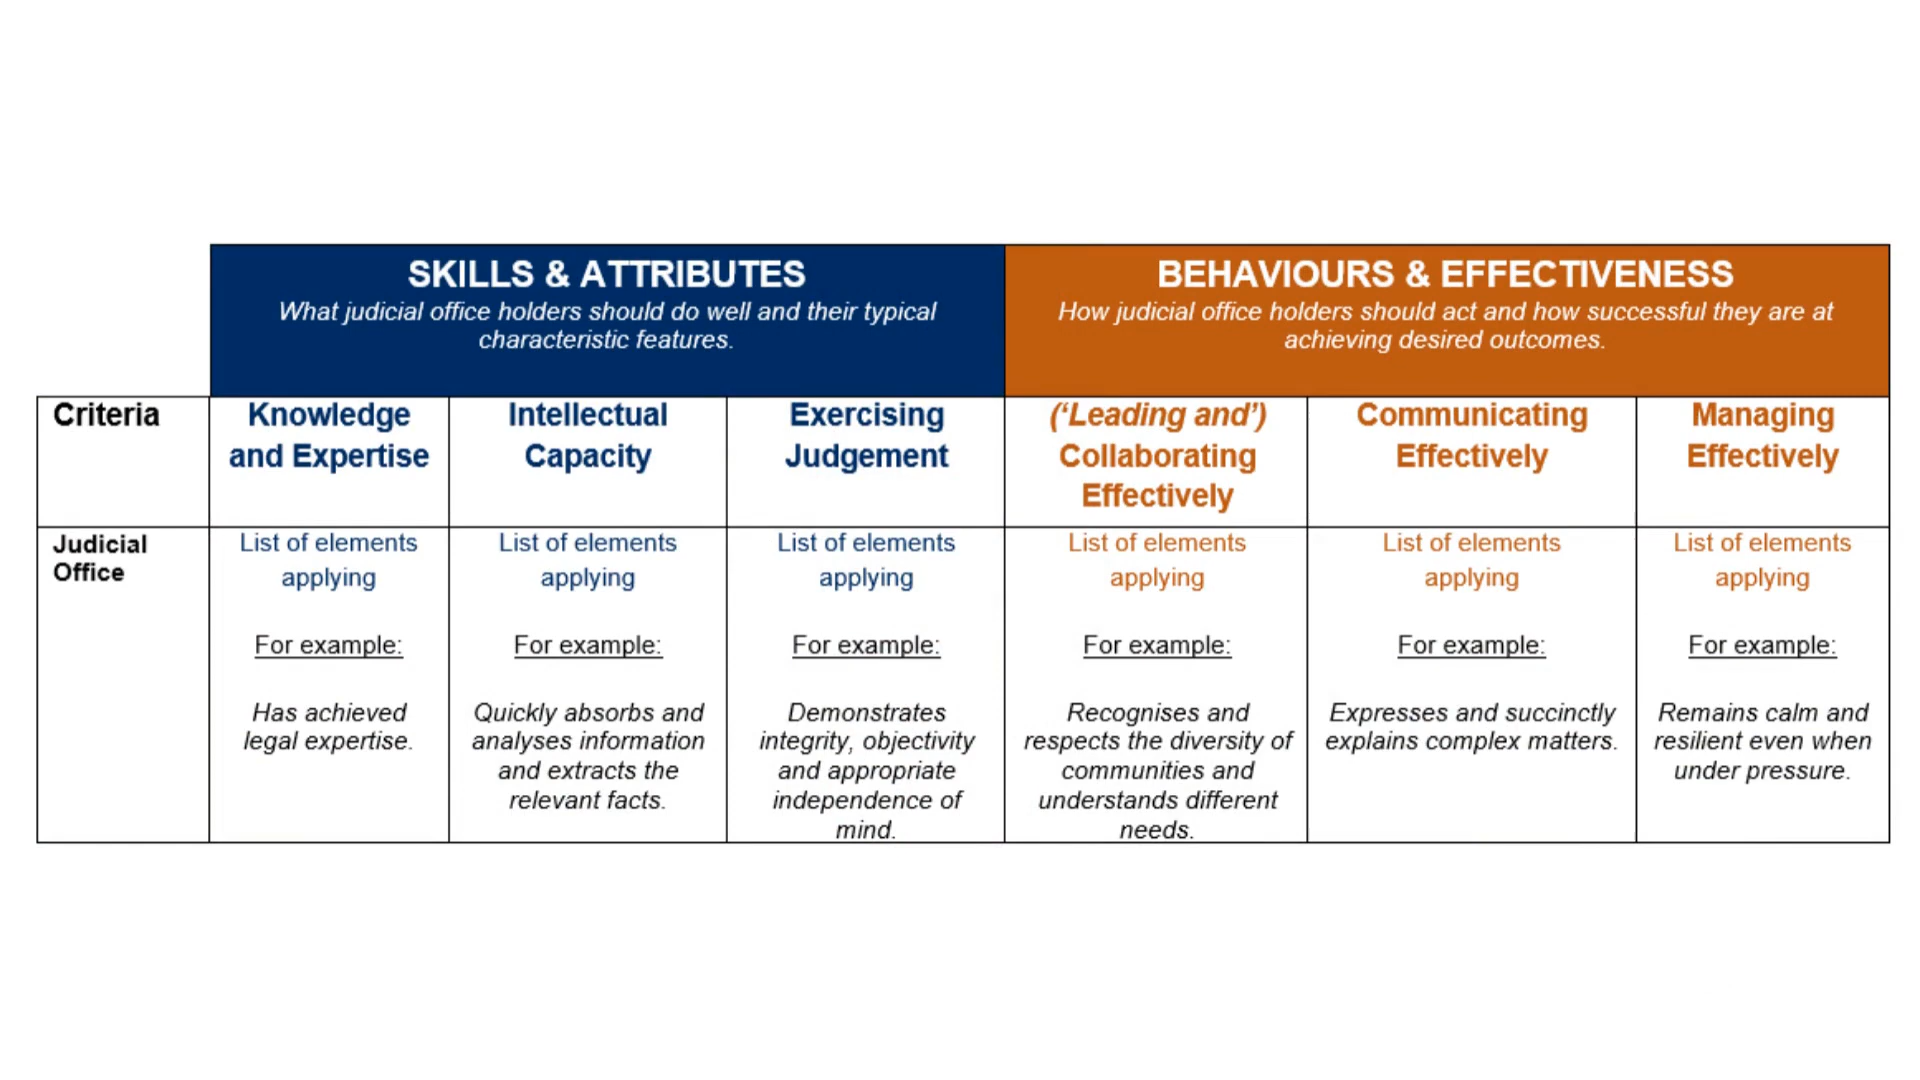 SKILLS & ATTRIBUTES
What judicial office holders should do well and their typical
characteristic features.
BEHAVIOURS & EFFECTIVENESS
How judicial office holders should act and how successful they are at
achieving desired outcomes.
Criteria
Knowledge
and Expertise
Intellectual
Capacity
Exercising
Judgement
(‘Leading and’)
Collaborating
Effectively
Communicating
Effectively
Managing
Effectively
Judicial
Office
List of elements
applying
For example:
Has achieved
legal expertise.
List of elements
applying
For example:
Quickly absorbs and
analyses information
and extracts the
relevant facts.
List of elements
applying
For example:
Demonstrates
integrity, objectivity
and appropriate
independence of
mind.
List of elements
applying
For example:
Recognises and
respects the diversity of
communities and
understands different
needs.
List of elements
applying
For example:
Expresses and succinctly
explains complex matters.
List of elements
applying
For example:
Remains calm and
resilient even when
under pressure.